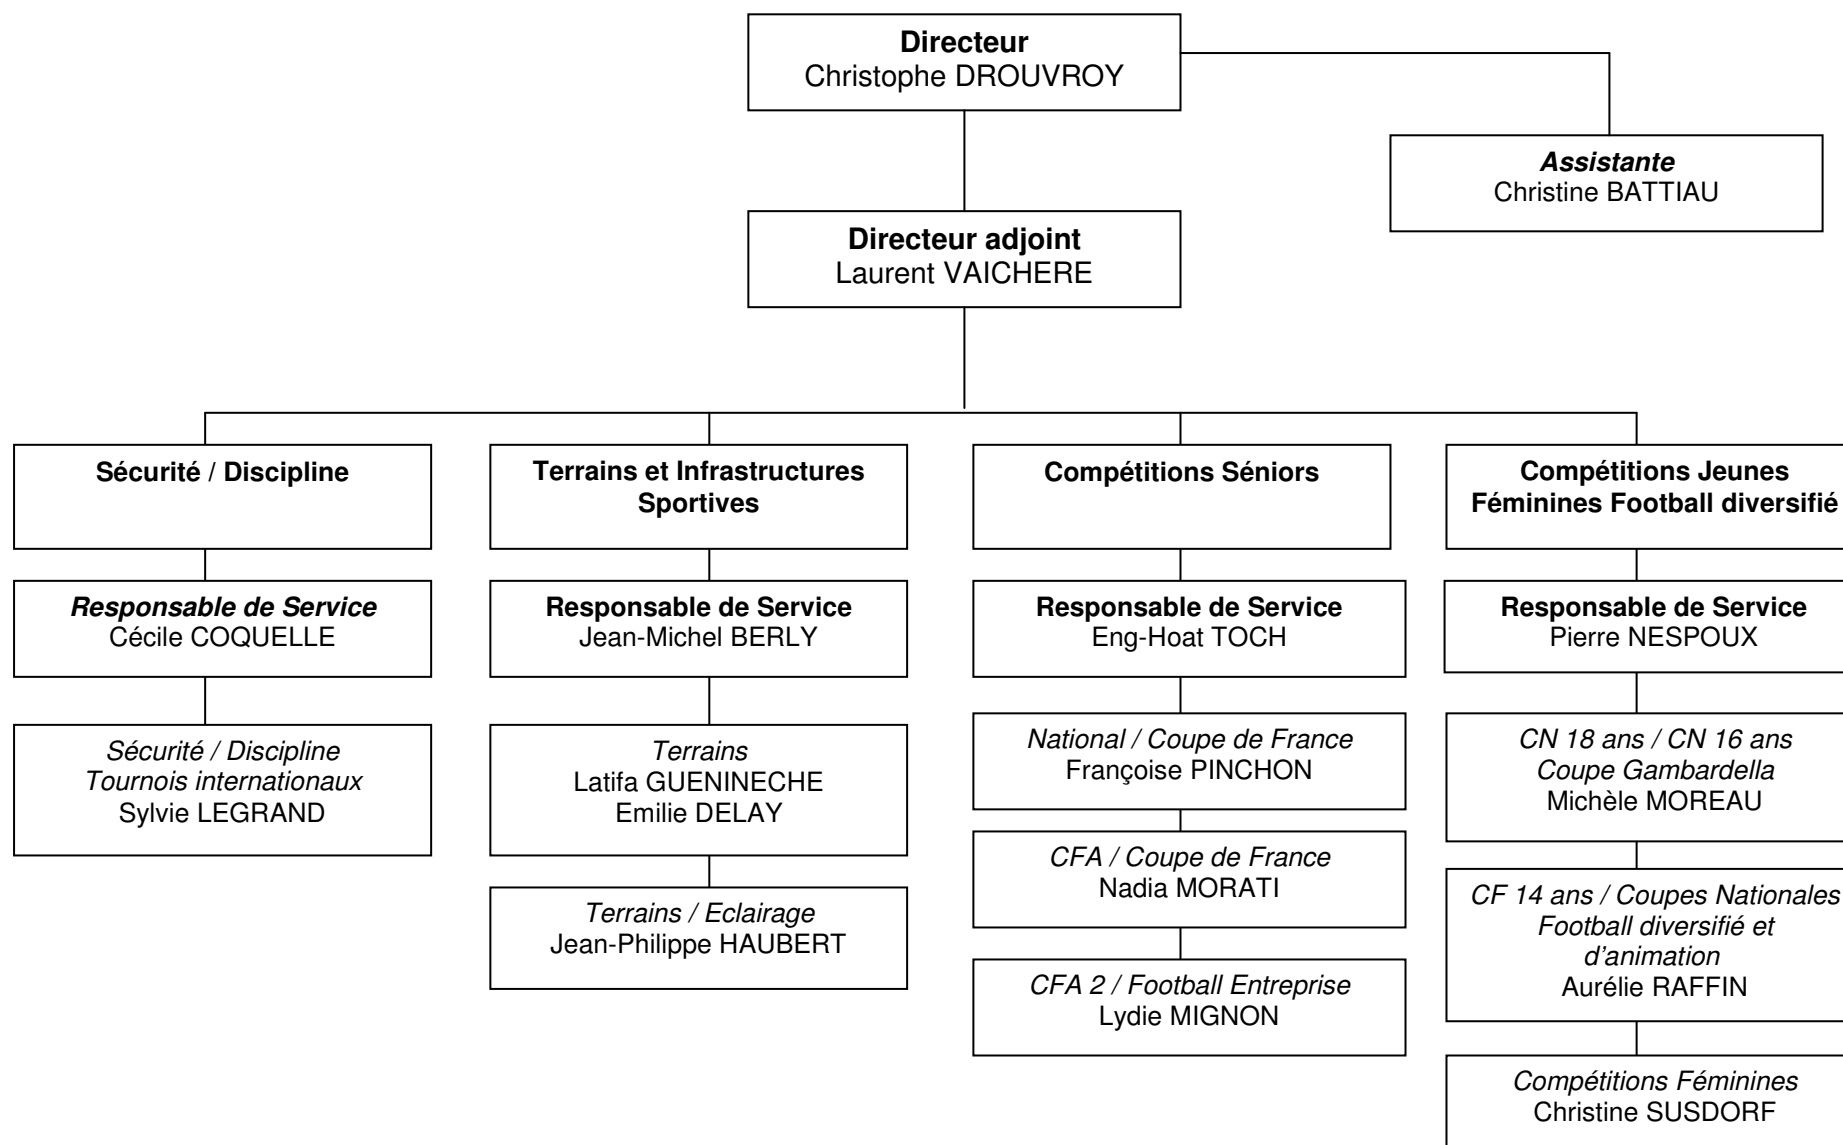 Directeur
Christophe DROUVROY
Assistante
Christine BATTIAU
Directeur adjoint
Laurent VAICHERE
Sécurité / Discipline
Responsable de Service
Cécile COQUELLE
Sécurité / Discipline
Tournois internationaux
Sylvie LEGRAND
Terrains et Infrastructures
Sportives
Responsable de Service
Jean-Michel BERLY
Terrains
Latifa GUENINECHE
Emilie DELAY
Terrains / Eclairage
Jean-Philippe HAUBERT
Compétitions Séniors
Responsable de Service
Eng-Hoat TOCH
National / Coupe de France
Françoise PINCHON
CFA / Coupe de France
Nadia MORATI
CFA 2 / Football Entreprise
Lydie MIGNON
Compétitions Jeunes
Féminines Football diversifié
Responsable de Service
Pierre NESPOUX
CN 18 ans / CN 16 ans
Coupe Gambardella
Michèle MOREAU
CF 14 ans / Coupes Nationales
Football diversifié et
d'animation
Aurélie RAFFIN
Compétitions Féminines
Christine SUSDORF